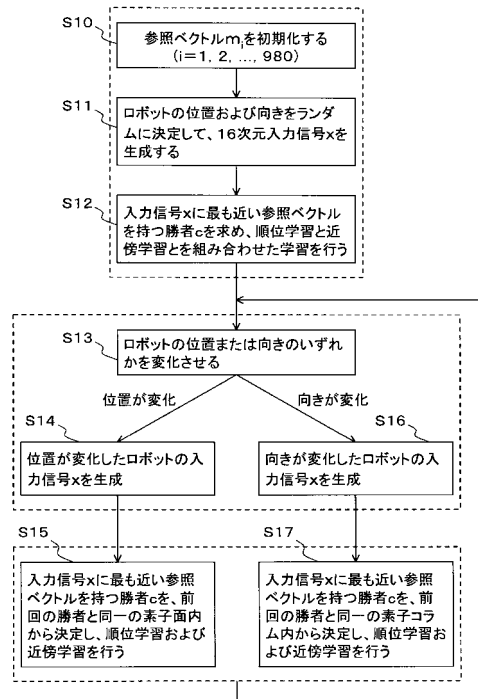 S10
参照ベクトルmiを初期化する
(i=1, 2, ..., 980)
S11
ロボットの位置および向きをランダ
ムに決定して、16次元入力信号xを
生成する
S12
入力信号xに最も近い参照ベクトル
を持つ勝者cを求め、順位学習と近
傍学習とを組み合わせた学習を行う
S13
ロボットの位置または向きのいずれ
かを変化させる
位置が変化
向きが変化
S14
位置が変化したロボットの入
力信号xを生成
S16
向きが変化したロボットの入
力信号xを生成
S15
入力信号xに最も近い参照ベ
クトルを持つ勝者cを、前
回の勝者と同一の素子面内
から決定し、順位学習および
近傍学習を行う
S17
入力信号xに最も近い参照
ベクトルを持つ勝者cを、前
回の勝者と同一の素子コラ
ム内から決定し、順位学習お
よび近傍学習を行う